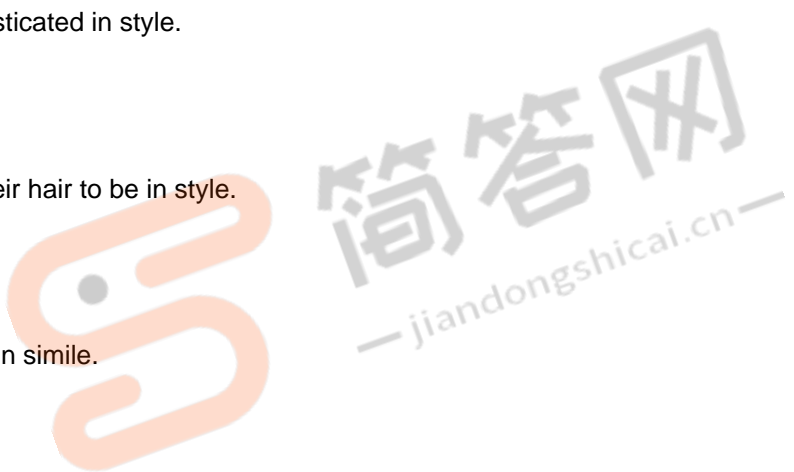 sticated in style.
eir hair to be in style.
n simile.
简答网
— jiandongshicai.cn —